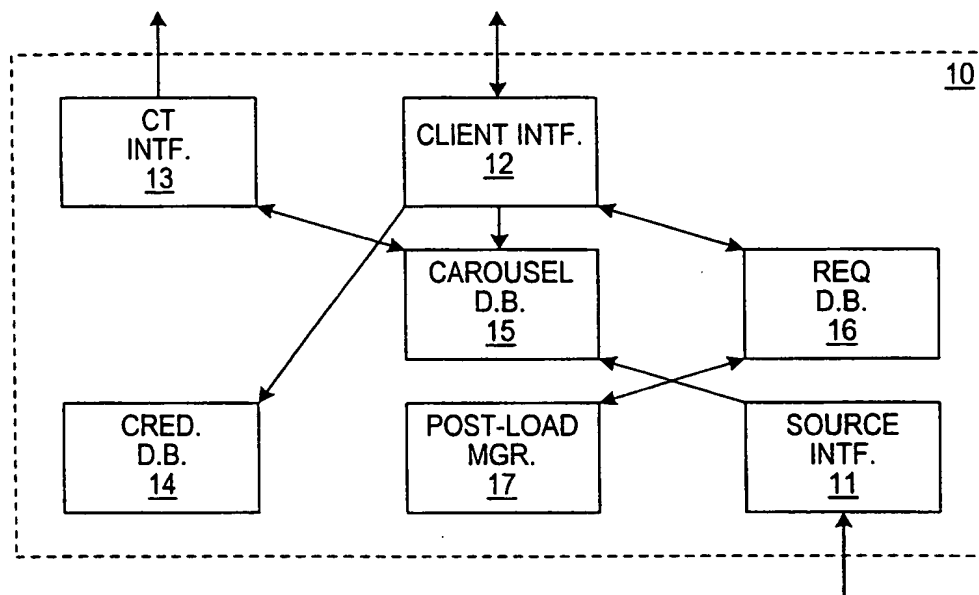 10
CT
INTF.
13
CLIENT INTF.
12
CAROUSEL
D.B.
15
REQ
D.B.
16
CRED.
D.B.
14
POST-LOAD
MGR.
17
SOURCE
INTF.
11